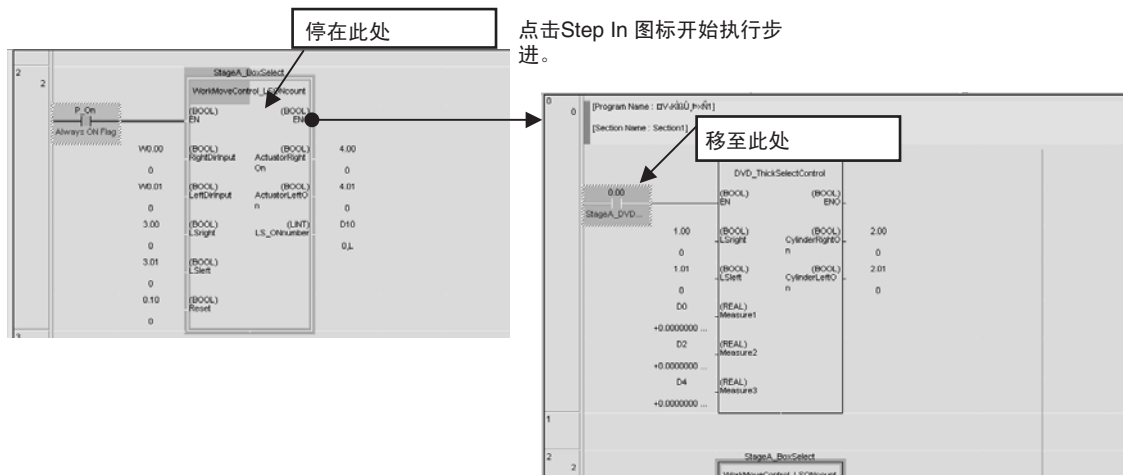 停在此处
点击Step In 图标开始执行步
进。
2
2
StageA_BoxSelect
WorkMoveControl_LSONcount
P_On
Always ON Flag
(BOOL) (BOOL)
EN EN
W0.00 (BOOL) (BOOL) 4.00
RightDirInput ActuatorRight
0 On 0
W0.01 (BOOL) (BOOL) 4.01
LeftDirInput ActuatorLeftO
0 n 0
3.00 (BOOL) (LINT) D10
LSright LS_ONnumber
0 0,L
3.01 (BOOL)
LSlert
0
0.10 (BOOL)
Reset
0
3
0
0
[Program Name :
[Section Name : Section1]
移至此处
DVD_ThickSelectControl
0.00
StageA_DVD...
(BOOL) (BOOL)
EN ENO
1.00 (BOOL) (BOOL) 2.00
LSright CylinderRightO
0 n 0
1.01 (BOOL) (BOOL) 2.01
LSlert CylinderLeftO
0 n 0
D0 (REAL)
Measure1
+0.0000000 ...
D2 (REAL)
Measure2
+0.0000000 ...
D4 (REAL)
Measure3
+0.0000000 ...
1
2
2
StageA_BoxSelect
WorkMoveControl_LSONcount